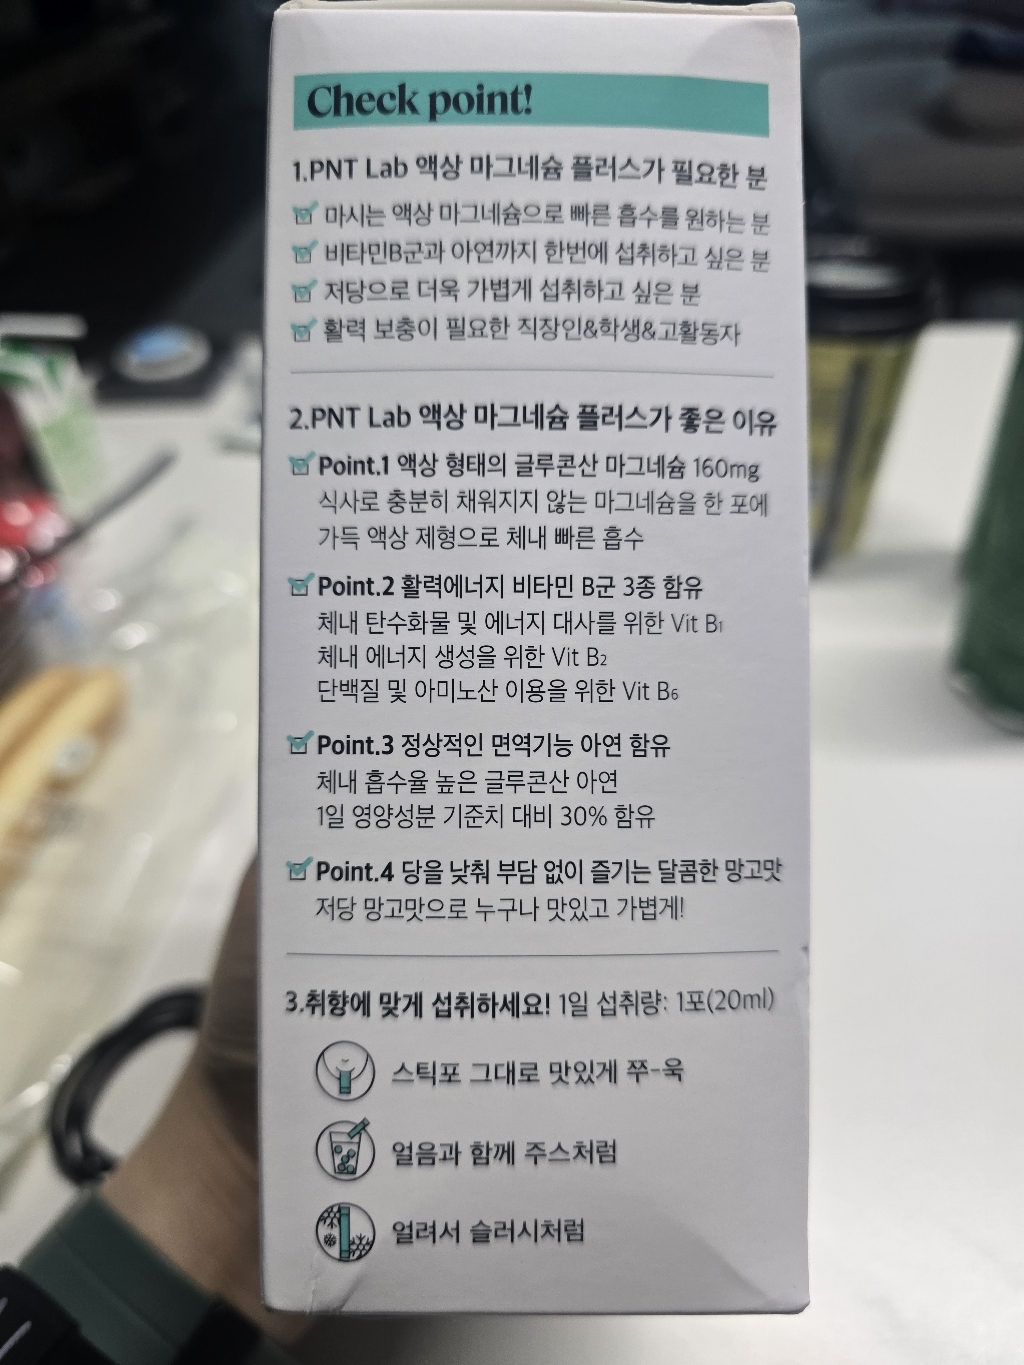 Check point!
1.PNT Lab 액상 마그네슘 플러스가 필요한 분
마시는 액상 마그네슘으로 빠른 흡수를 원하는 분
비타민B군과 아연까지 한번에 섭취하고 싶은 분
저당으로 더욱 가볍게 섭취하고 싶은 분
활력 보충이 필요한 직장인&학생&고활동자
2.PNT Lab 액상 마그네슘 플러스가 좋은 이유
Point.1 액상 형태의 글루콘산 마그네슘 160mg
식사로 충분히 채워지지 않는 마그네슘을 한 포에
가득 액상 제형으로 체내 빠른 흡수
Point.2 활력에너지 비타민 B군 3종 함유
체내 탄수화물 및 에너지 대사를 위한 Vit B₁
체내 에너지 생성을 위한 Vit B₂
단백질 및 아미노산 이용을 위한 Vit B₆
Point.3 정상적인 면역기능 아연 함유
체내 흡수율 높은 글루콘산 아연
1일 영양성분 기준치 대비 30% 함유
Point.4 당을 낮춰 부담 없이 즐기는 달콤한 망고맛
저당 망고맛으로 누구나 맛있고 가볍게!
3.취향에 맞게 섭취하세요! 1일 섭취량: 1포(20ml)
스틱포 그대로 맛있게 쭈-욱
얼음과 함께 주스처럼
얼려서 슬러시처럼